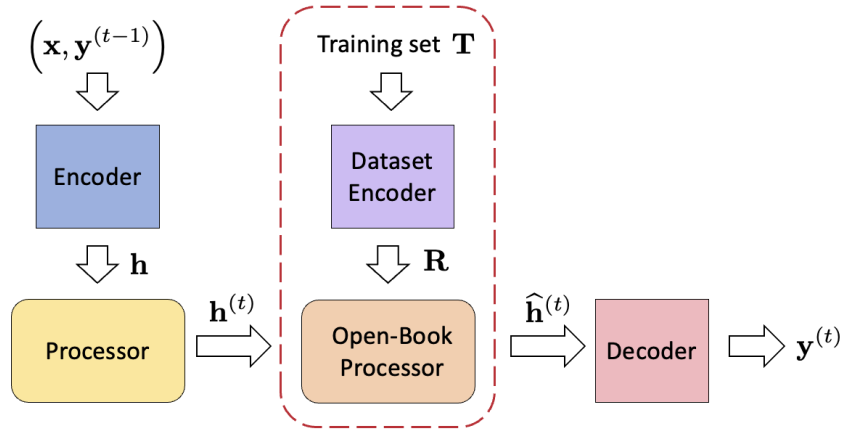 (x, y^(t−1))
Training set T
Encoder
Dataset
Encoder
h
R
Processor
h^(t)
Open-Book
Processor
ĥ^(t)
Decoder
y^(t)